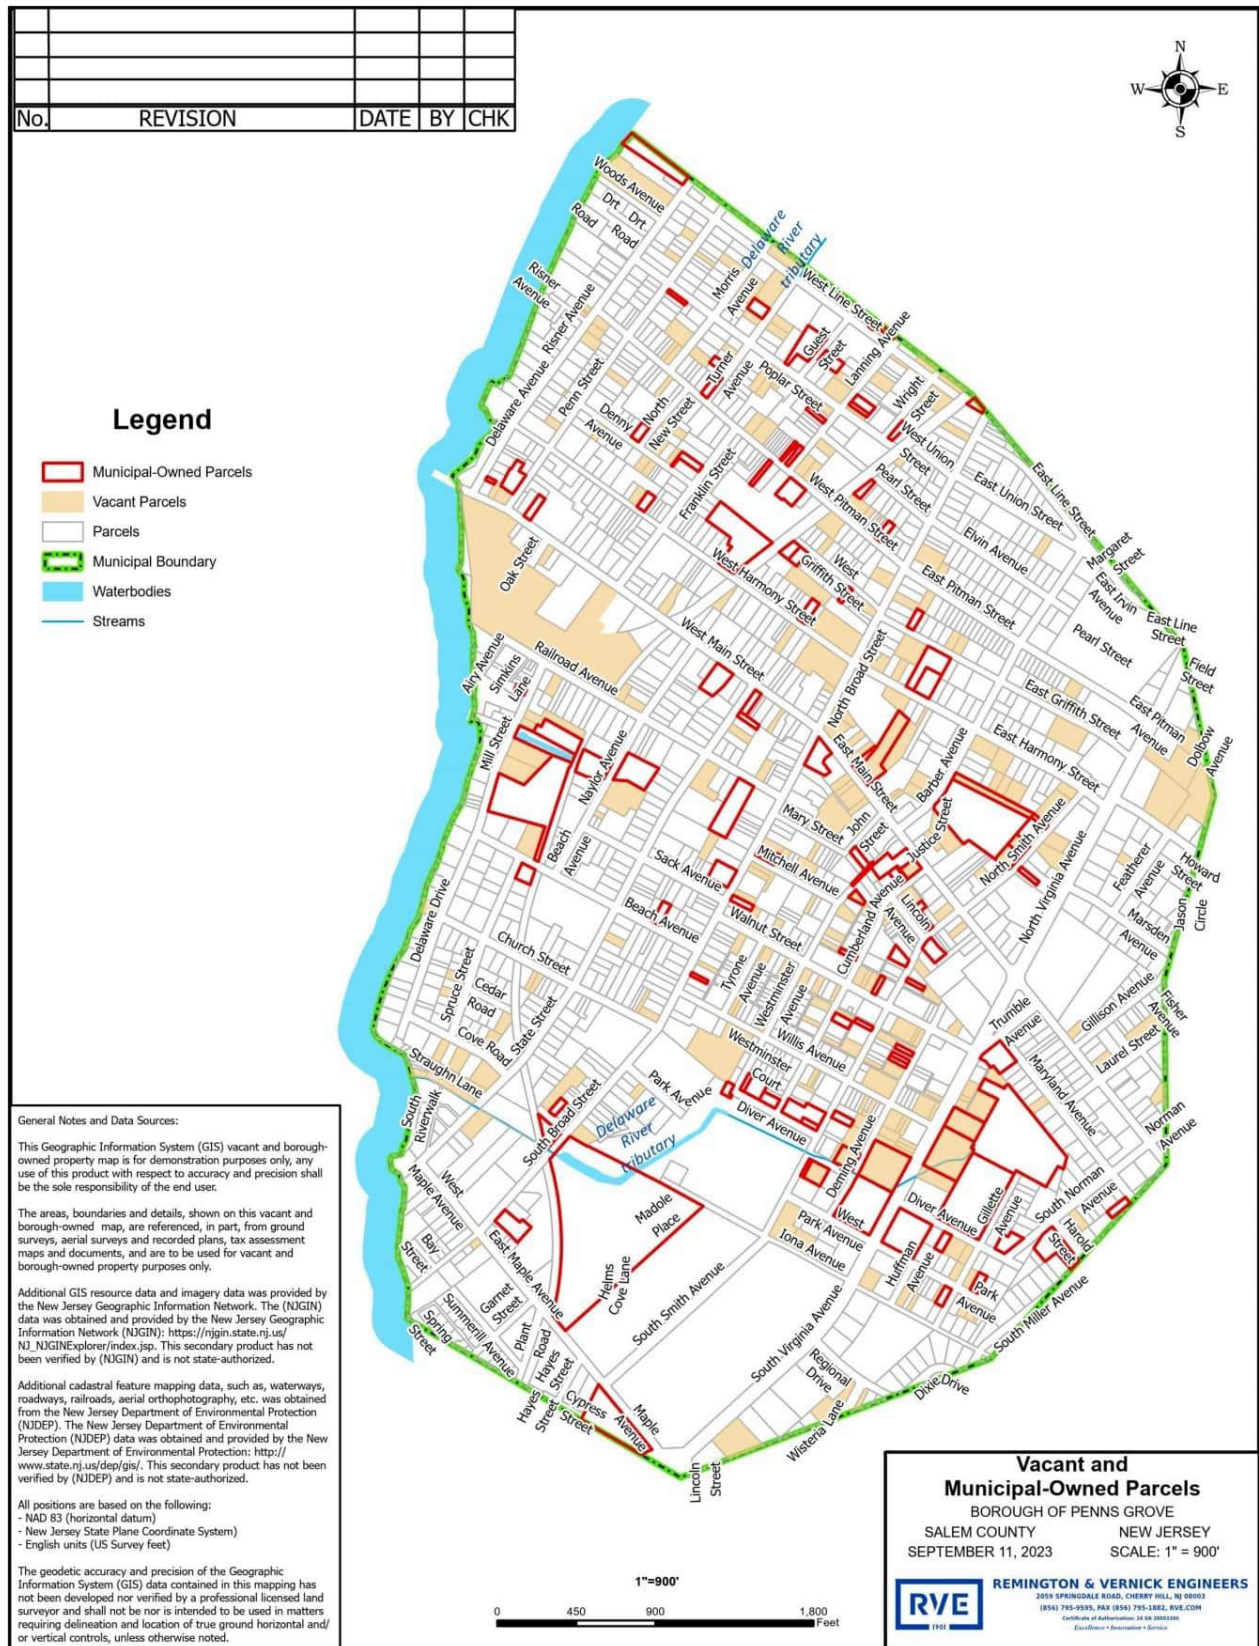 No. REVISION DATE BY CHK
N
W E
S
Legend
Municipal-Owned Parcels
Vacant Parcels
Parcels
Municipal Boundary
Waterbodies
Streams
Woods Avenue
Drt Road
Drt Road
Delaware
River
tributary
Risner
Avenue
Risner Avenue
Morris
Avenue
West Line Street
Guest
Street
Lanning Avenue
Turner
Avenue
Poplar Street
Wright
Street
Delaware Avenue
Penn Street
Denny
Avenue
North
New Street
West Union
Street
Franklin Street
Pearl Street
East Union Street
East Line Street
West Pitman Street
Margaret
Street
Elvin Avenue
Oak Street
West Harmony Street
West
Griffith Street
East Pitman Street
East Irvin
Avenue
East Line
Street
Pearl Street
Field
Street
Airy Avenue
Simkins
Lane
Railroad Avenue
West Main Street
North Broad Street
East Griffith Street
East Pitman
Avenue
East Harmony Street
Dolbow
Avenue
Mill Street
Naylor Avenue
East Main Street
Barber Avenue
Mary Street
John
Street
Justice Street
North Smith Avenue
Beach
Avenue
Sack Avenue
Mitchell Avenue
North Virginia Avenue
Featherer
Avenue
Howard
Street
Delaware Drive
Beach Avenue
Walnut Street
Cumberland Avenue
Lincoln
Avenue
Marsden
Avenue
Jason
Circle
Church Street
Spruce Street
Cedar
Road
State Street
Tyrone
Avenue
Westminster
Avenue
Cove Road
Willis Avenue
Trumble
Avenue
Gillison Avenue
Fisher
Avenue
Laurel Street
Straughn Lane
Westminster
Court
Maryland Avenue
South
Riverwalk
Park Avenue
Diver Avenue
South Broad Street
Delaware
River
tributary
Deming Avenue
Norman
Avenue
West
Maple Avenue
Madole
Place
West
Park Avenue
Iona Avenue
Diver Avenue
Gillette
Avenue
South Norman
Avenue
Harold
Street
Bay
Street
East Maple Avenue
Helms
Cove Lane
Huffman
Avenue
Park
Avenue
Garnet
Street
South Smith Avenue
South Miller Avenue
Summerill Avenue
Spring
Street
Plant
Road
Hayes
Street
South Virginia Avenue
Regional
Drive
Dixie Drive
Hayes
Street
Cypress
Street
Maple
Avenue
Wisteria Lane
Lincoln
Street
General Notes and Data Sources:
This Geographic Information System (GIS) vacant and borough-
owned property map is for demonstration purposes only, any
use of this product with respect to accuracy and precision shall
be the sole responsibility of the end user.
The areas, boundaries and details, shown on this vacant and
borough-owned map, are referenced, in part, from ground
surveys, aerial surveys and recorded plans, tax assessment
maps and documents, and are to be used for vacant and
borough-owned property purposes only.
Additional GIS resource data and imagery data was provided by
the New Jersey Geographic Information Network. The (NJGIN)
data was obtained and provided by the New Jersey Geographic
Information Network (NJGIN): https://njgin.state.nj.us/
NJ_NJGINExplorer/index.jsp. This secondary product has not
been verified by (NJGIN) and is not state-authorized.
Additional cadastral feature mapping data, such as, waterways,
roadways, railroads, aerial orthophotography, etc. was obtained
from the New Jersey Department of Environmental Protection
(NJDEP). The New Jersey Department of Environmental
Protection (NJDEP) data was obtained and provided by the New
Jersey Department of Environmental Protection: http://
www.state.nj.us/dep/gis/. This secondary product has not been
verified by (NJDEP) and is not state-authorized.
All positions are based on the following:
- NAD 83 (horizontal datum)
- New Jersey State Plane Coordinate System)
- English units (US Survey feet)
The geodetic accuracy and precision of the Geographic
Information System (GIS) data contained in this mapping has
not been developed nor verified by a professional licensed land
surveyor and shall not be nor is intended to be used in matters
requiring delineation and location of true ground horizontal and/
or vertical controls, unless otherwise noted.
1"=900'
0 450 900 1,800
Feet
Vacant and
Municipal-Owned Parcels
BOROUGH OF PENNS GROVE
SALEM COUNTY NEW JERSEY
SEPTEMBER 11, 2023 SCALE: 1" = 900'
RVE
1901
REMINGTON & VERNICK ENGINEERS
2059 SPRINGDALE ROAD, CHERRY HILL, NJ 08003
(856) 795-9595, FAX (856) 795-1882, RVE.COM
Certificate of Authorization: 24 GA
Excellence • Innovation • Service